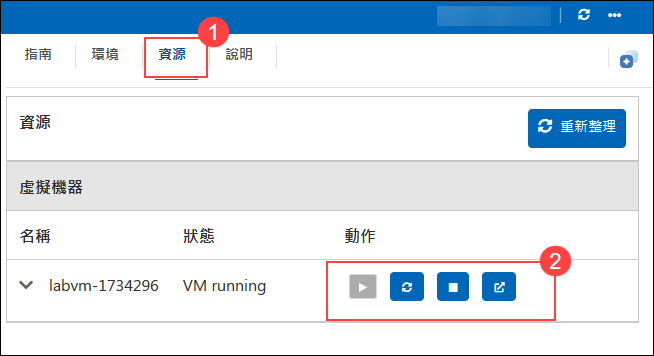 1
指南 環境 資源 說明
資源
重新整理
虛擬機器
名稱 狀態 動作
2
labvm-1734296 VM running